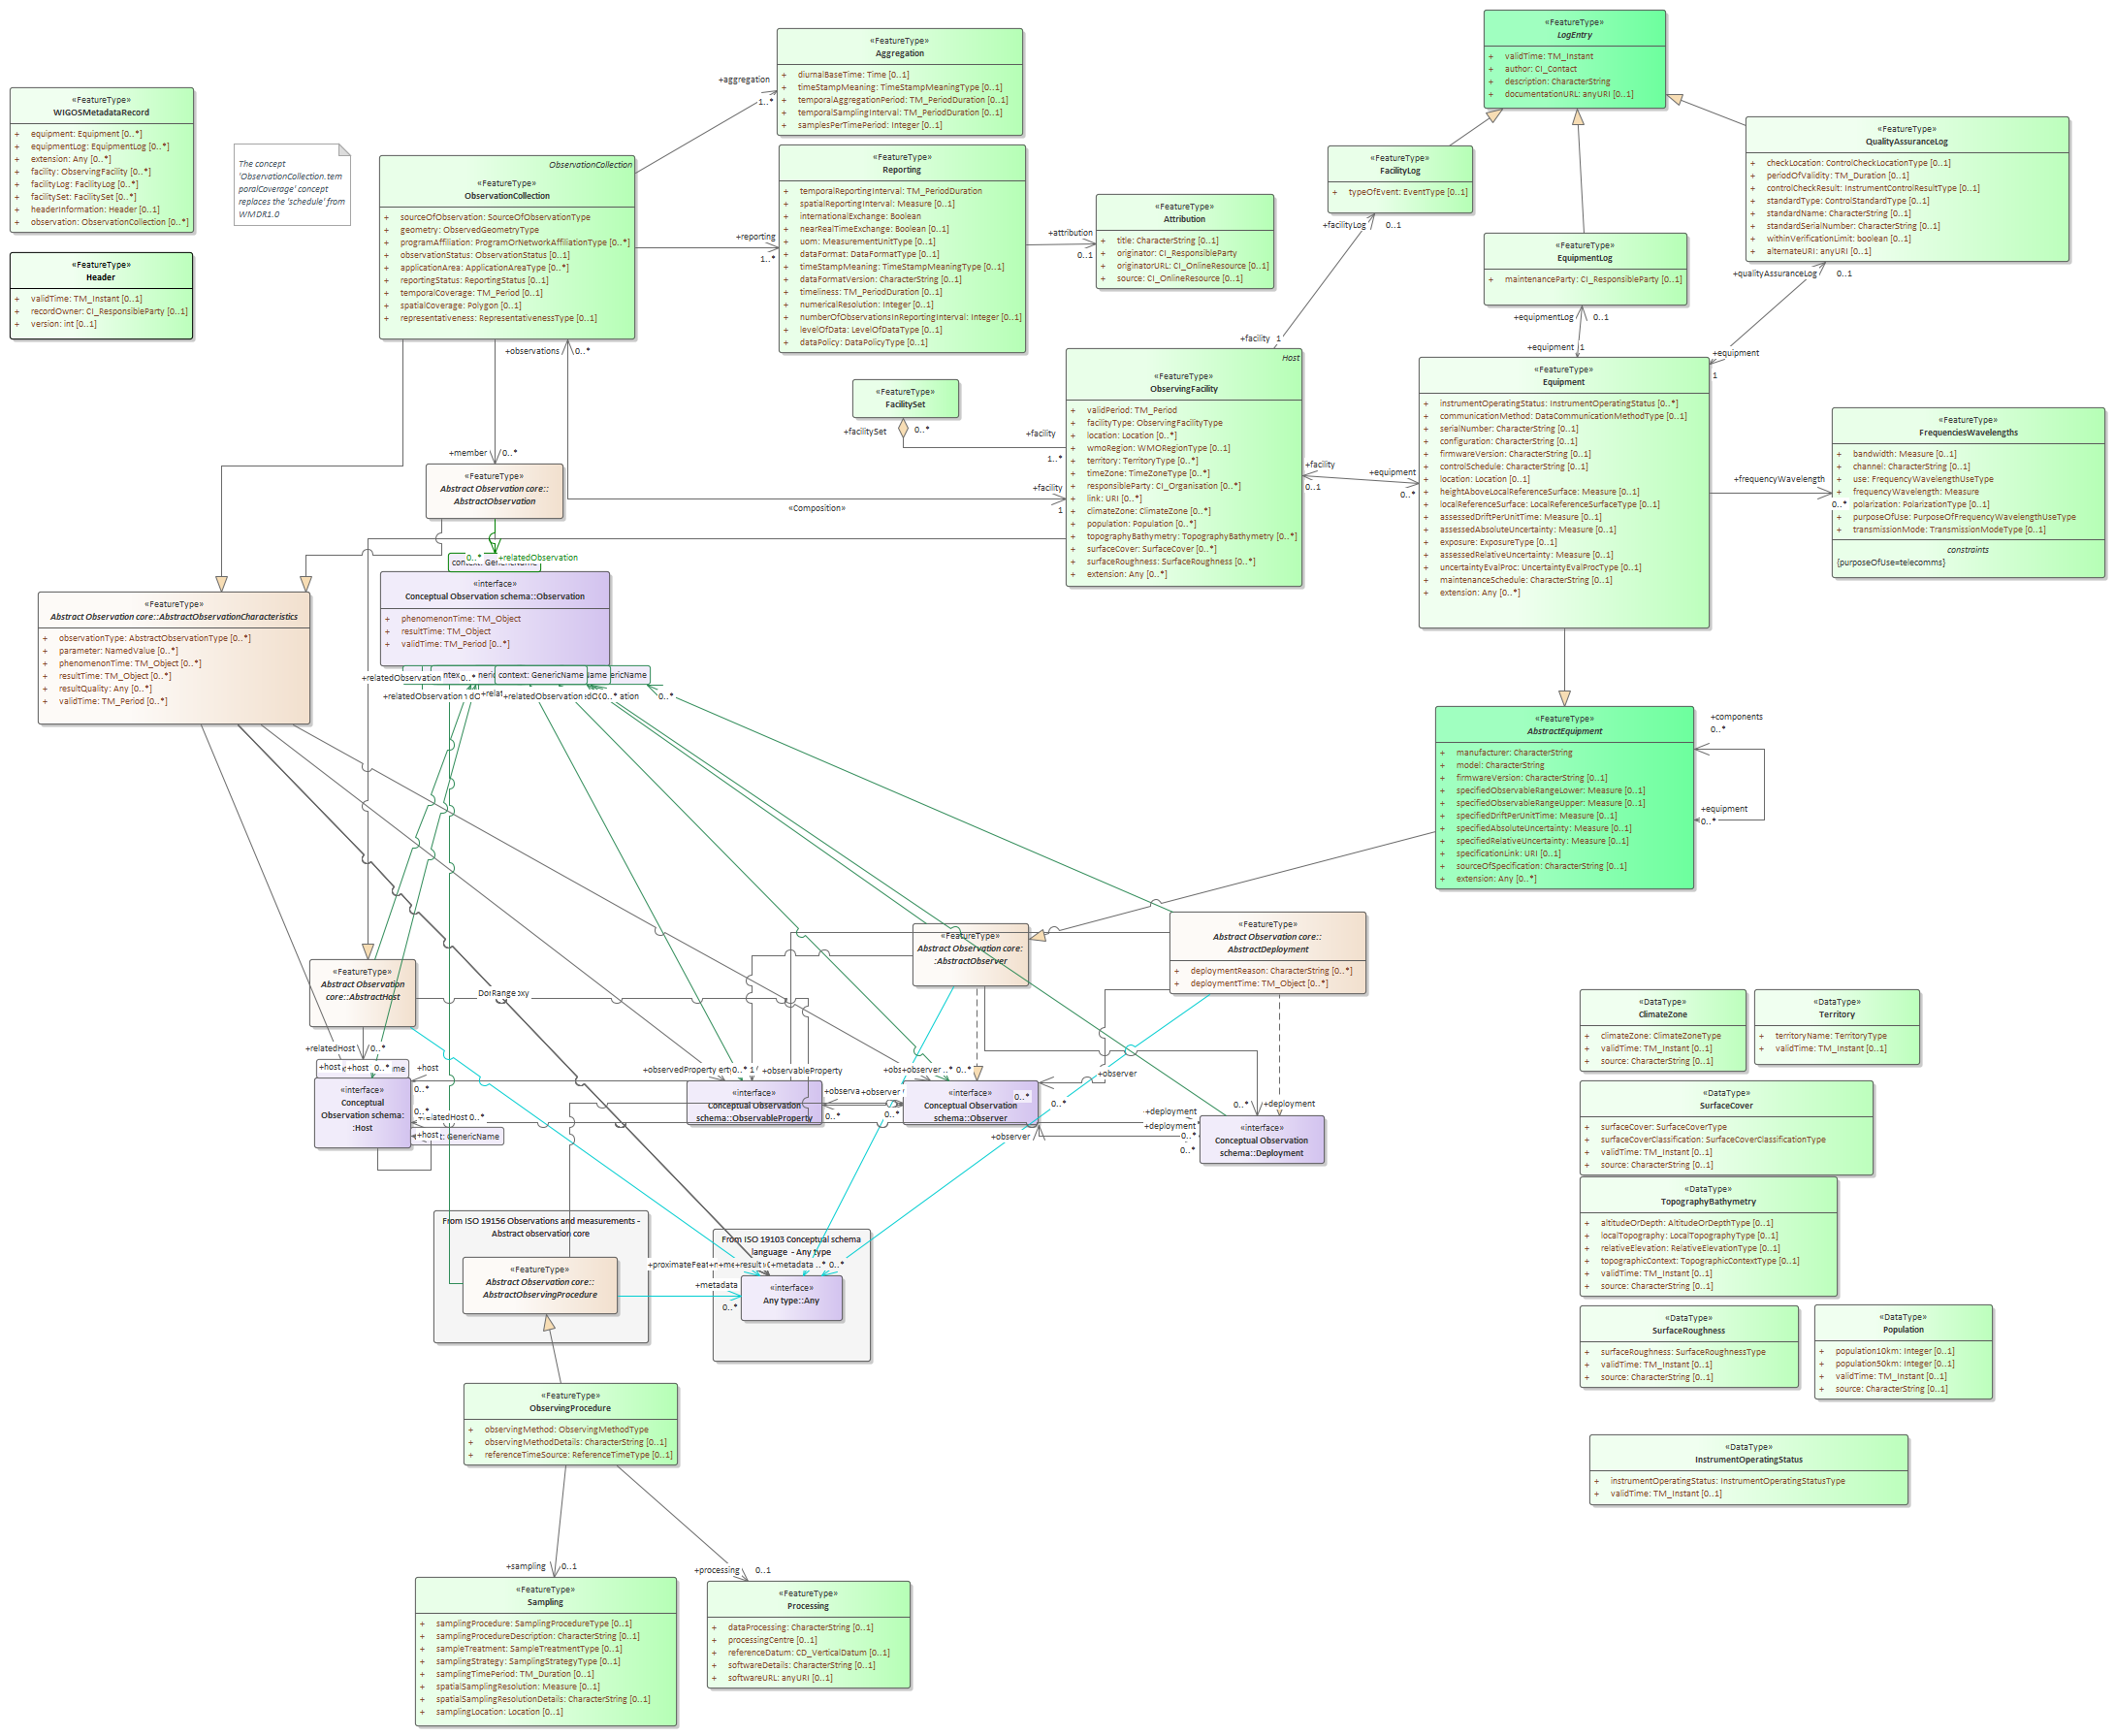 «FeatureType»
WIGOSMetadataRecord
+ equipment: Equipment [0..*]
+ equipmentLog: EquipmentLog [0..*]
+ extension: Any [0..*]
+ facility: ObservingFacility [0..*]
+ facilityLog: FacilityLog [0..*]
+ facilitySet: FacilitySet [0..*]
+ headerInformation: Header [0..1]
+ observation: ObservationCollection [0..*]
«FeatureType»
Header
+ validTime: TM_Instant [0..1]
+ recordOwner: CI_ResponsibleParty [0..1]
+ version: int [0..1]
The concept
'ObservationCollection.tem
poralCoverage' concept
replaces the 'schedule' from
WMDR1.0
ObservationCollection
«FeatureType»
ObservationCollection
+ sourceOfObservation: SourceOfObservationType
+ geometry: ObservedGeometryType
+ programAffiliation: ProgramOrNetworkAffiliationType [0..*]
+ observationStatus: ObservationStatus [0..1]
+ applicationArea: ApplicationAreaType [0..*]
+ reportingStatus: ReportingStatus [0..1]
+ temporalCoverage: TM_Period [0..1]
+ spatialCoverage: Polygon [0..1]
+ representativeness: RepresentativenessType [0..1]
+aggregation
1..*
+reporting
1..*
«FeatureType»
Aggregation
+ diurnalBaseTime: Time [0..1]
+ timeStampMeaning: TimeStampMeaningType [0..1]
+ temporalAggregationPeriod: TM_PeriodDuration [0..1]
+ temporalSamplingInterval: TM_PeriodDuration [0..1]
+ samplesPerTimePeriod: Integer [0..1]
«FeatureType»
Reporting
+ temporalReportingInterval: TM_PeriodDuration
+ spatialReportingInterval: Measure [0..1]
+ internationalExchange: Boolean
+ nearRealTimeExchange: Boolean [0..1]
+ uom: MeasurementUnitType [0..1]
+ dataFormat: DataFormatType [0..1]
+ timeStampMeaning: TimeStampMeaningType [0..1]
+ dataFormatVersion: CharacterString [0..1]
+ timeliness: TM_PeriodDuration [0..1]
+ numericalResolution: Integer [0..1]
+ numberOfObservationsInReportingInterval: Integer [0..1]
+ levelOfData: LevelOfDataType [0..1]
+ dataPolicy: DataPolicyType [0..1]
+attribution
0..1
«FeatureType»
Attribution
+ title: CharacterString [0..1]
+ originator: CI_ResponsibleParty
+ originatorURL: CI_OnlineResource [0..1]
+ source: CI_OnlineResource [0..1]
«FeatureType»
LogEntry
+ validTime: TM_Instant
+ author: CI_Contact
+ description: CharacterString
+ documentationURL: anyURI [0..1]
«FeatureType»
FacilityLog
+ typeOfEvent: EventType [0..1]
+facilityLog 0..1
+facility 1
«FeatureType»
QualityAssuranceLog
+ checkLocation: ControlCheckLocationType [0..1]
+ periodOfValidity: TM_Duration [0..1]
+ controlCheckResult: InstrumentControlResultType [0..1]
+ standardType: ControlStandardType [0..1]
+ standardName: CharacterString [0..1]
+ standardSerialNumber: CharacterString [0..1]
+ withinVerificationLimit: boolean [0..1]
+ alternateURI: anyURI [0..1]
+qualityAssuranceLog 0..1
+equipment
1
«FeatureType»
EquipmentLog
+ maintenanceParty: CI_ResponsibleParty [0..1]
+equipmentLog 0..1
+equipment 1
«FeatureType»
FacilitySet
+facilitySet 0..*
+facility
1..*
Host
«FeatureType»
ObservingFacility
+ validPeriod: TM_Period
+ facilityType: ObservingFacilityType
+ location: Location [0..*]
+ wmoRegion: WMORegionType [0..1]
+ territory: TerritoryType [0..*]
+ timeZone: TimeZoneType [0..*]
+ responsibleParty: CI_Organisation [0..*]
+ link: URI [0..*]
+ climateZone: ClimateZone [0..*]
+ population: Population [0..*]
+ topographyBathymetry: TopographyBathymetry [0..*]
+ surfaceCover: SurfaceCover [0..*]
+ surfaceRoughness: SurfaceRoughness [0..*]
+ extension: Any [0..*]
+facility
0..1
+equipment
0..*
«FeatureType»
Equipment
+ instrumentOperatingStatus: InstrumentOperatingStatus [0..*]
+ communicationMethod: DataCommunicationMethodType [0..1]
+ serialNumber: CharacterString [0..1]
+ configuration: CharacterString [0..1]
+ firmwareVersion: CharacterString [0..1]
+ controlSchedule: CharacterString [0..1]
+ location: Location [0..1]
+ heightAboveLocalReferenceSurface: Measure [0..1]
+ localReferenceSurface: LocalReferenceSurfaceType [0..1]
+ assessedDriftPerUnitTime: Measure [0..1]
+ assessedAbsoluteUncertainty: Measure [0..1]
+ exposure: ExposureType [0..1]
+ assessedRelativeUncertainty: Measure [0..1]
+ uncertaintyEvalProc: UncertaintyEvalProcType [0..1]
+ maintenanceSchedule: CharacterString [0..1]
+ extension: Any [0..*]
+frequencyWavelength
0..*
«FeatureType»
FrequenciesWavelengths
+ bandwidth: Measure [0..1]
+ channel: CharacterString [0..1]
+ use: FrequencyWavelengthUseType
+ frequencyWavelength: Measure
+ polarization: PolarizationType [0..1]
+ purposeOfUse: PurposeOfFrequencyWavelengthUseType
+ transmissionMode: TransmissionModeType [0..1]
constraints
{purposeOfUse=telecomms}
+observations 0..*
+member 0..*
+facility
1
«Composition»
«FeatureType»
Abstract Observation core::
AbstractObservation
0..* +relatedObservation
«interface»
Conceptual Observation schema::Observation
+ phenomenonTime: TM_Object
+ resultTime: TM_Object
+ validTime: TM_Period [0..*]
context: GenericName
+relatedObservation 0..*
+relatedObservation
+relatedObservation
0..*
0..*
«FeatureType»
Abstract Observation core::AbstractObservationCharacteristics
+ observationType: AbstractObservationType [0..*]
+ parameter: NamedValue [0..*]
+ phenomenonTime: TM_Object [0..*]
+ resultTime: TM_Object [0..*]
+ resultQuality: Any [0..*]
+ validTime: TM_Period [0..*]
«FeatureType»
AbstractEquipment
+ manufacturer: CharacterString
+ model: CharacterString
+ firmwareVersion: CharacterString [0..1]
+ specifiedObservableRangeLower: Measure [0..1]
+ specifiedObservableRangeUpper: Measure [0..1]
+ specifiedDriftPerUnitTime: Measure [0..1]
+ specifiedAbsoluteUncertainty: Measure [0..1]
+ specifiedRelativeUncertainty: Measure [0..1]
+ specificationLink: URI [0..1]
+ sourceOfSpecification: CharacterString [0..1]
+ extension: Any [0..*]
+components
0..*
+equipment
0..*
«FeatureType»
Abstract Observation core:
:AbstractObserver
«FeatureType»
Abstract Observation core::
AbstractDeployment
+ deploymentReason: CharacterString [0..*]
+ deploymentTime: TM_Object [0..*]
«FeatureType»
Abstract Observation
core::AbstractHost
+relatedHost 0..*
+host
+host
0..*
+host
0..*
«interface»
Conceptual
Observation schema:
:Host
0..*
0..*
+host
«interface»
Conceptual Observation
schema::ObservableProperty
+observedProperty
0..* 1
+observableProperty
+observer
0..*
«interface»
Conceptual Observation
schema::Observer
+observer
0..*
0..*
+observer
0..*
+observer
+deployment
+deployment
0..*
0..*
0..* +deployment
«interface»
Conceptual Observation
schema::Deployment
From ISO 19156 Observations and measurements -
Abstract observation core
«FeatureType»
Abstract Observation core::
AbstractObservingProcedure
From ISO 19103 Conceptual schema
language - Any type
+metadata
0..*
+metadata
0..*
«interface»
Any type::Any
«FeatureType»
ObservingProcedure
+ observingMethod: ObservingMethodType
+ observingMethodDetails: CharacterString [0..1]
+ referenceTimeSource: ReferenceTimeType [0..1]
+sampling 0..1
+processing 0..1
«FeatureType»
Sampling
+ samplingProcedure: SamplingProcedureType [0..1]
+ samplingProcedureDescription: CharacterString [0..1]
+ sampleTreatment: SampleTreatmentType [0..1]
+ samplingStrategy: SamplingStrategyType [0..1]
+ samplingTimePeriod: TM_Duration [0..1]
+ spatialSamplingResolution: Measure [0..1]
+ spatialSamplingResolutionDetails: CharacterString [0..1]
+ samplingLocation: Location [0..1]
«FeatureType»
Processing
+ dataProcessing: CharacterString [0..1]
+ processingCentre [0..1]
+ referenceDatum: CD_VerticalDatum [0..1]
+ softwareDetails: CharacterString [0..1]
+ softwareURL: anyURI [0..1]
«DataType»
ClimateZone
+ climateZone: ClimateZoneType
+ validTime: TM_Instant [0..1]
+ source: CharacterString [0..1]
«DataType»
Territory
+ territoryName: TerritoryType
+ validTime: TM_Instant [0..1]
«DataType»
SurfaceCover
+ surfaceCover: SurfaceCoverType
+ surfaceCoverClassification: SurfaceCoverClassificationType
+ validTime: TM_Instant [0..1]
+ source: CharacterString [0..1]
«DataType»
TopographyBathymetry
+ altitudeOrDepth: AltitudeOrDepthType [0..1]
+ localTopography: LocalTopographyType [0..1]
+ relativeElevation: RelativeElevationType [0..1]
+ topographicContext: TopographicContextType [0..1]
+ validTime: TM_Instant [0..1]
+ source: CharacterString [0..1]
«DataType»
SurfaceRoughness
+ surfaceRoughness: SurfaceRoughnessType
+ validTime: TM_Instant [0..1]
+ source: CharacterString [0..1]
«DataType»
Population
+ population10km: Integer [0..1]
+ population50km: Integer [0..1]
+ validTime: TM_Instant [0..1]
+ source: CharacterString [0..1]
«DataType»
InstrumentOperatingStatus
+ instrumentOperatingStatus: InstrumentOperatingStatusType
+ validTime: TM_Instant [0..1]